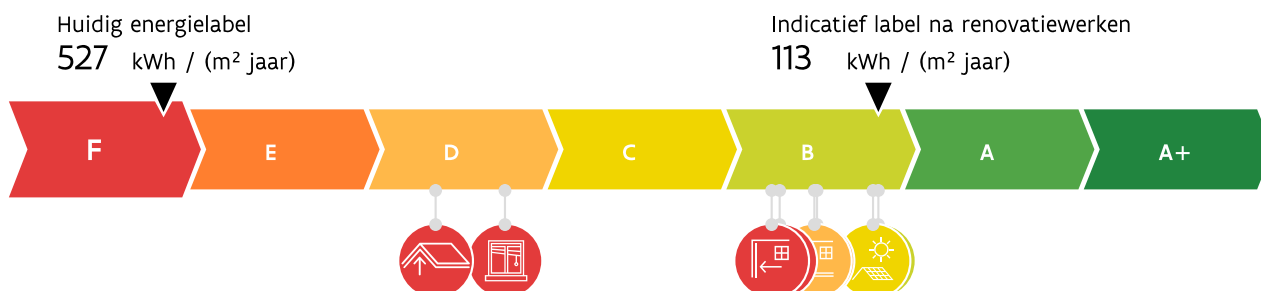 Huidig energielabel
527 kWh / (m² jaar)
Indicatief label na renovatiewerken
113 kWh / (m² jaar)
F E D C B A A+